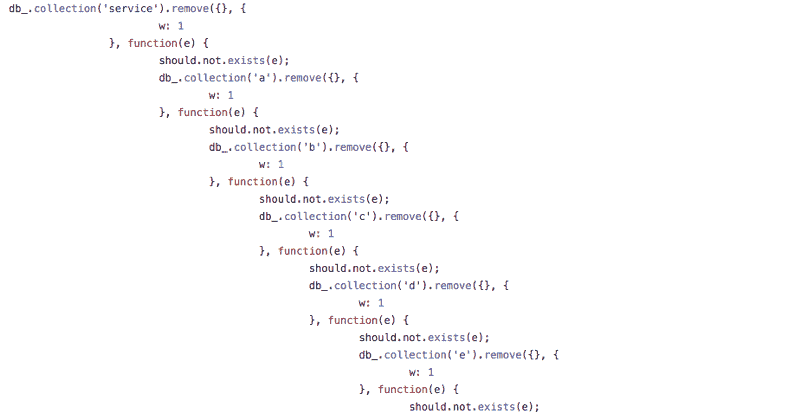 db_.collection('service').remove({}, {
w: 1
}, function(e) {
should.not.exists(e);
db_.collection('a').remove({}, {
w: 1
}, function(e) {
should.not.exists(e);
db_.collection('b').remove({}, {
w: 1
}, function(e) {
should.not.exists(e);
db_.collection('c').remove({}, {
w: 1
}, function(e) {
should.not.exists(e);
db_.collection('d').remove({}, {
w: 1
}, function(e) {
should.not.exists(e);
db_.collection('e').remove({}, {
w: 1
}, function(e) {
should.not.exists(e);